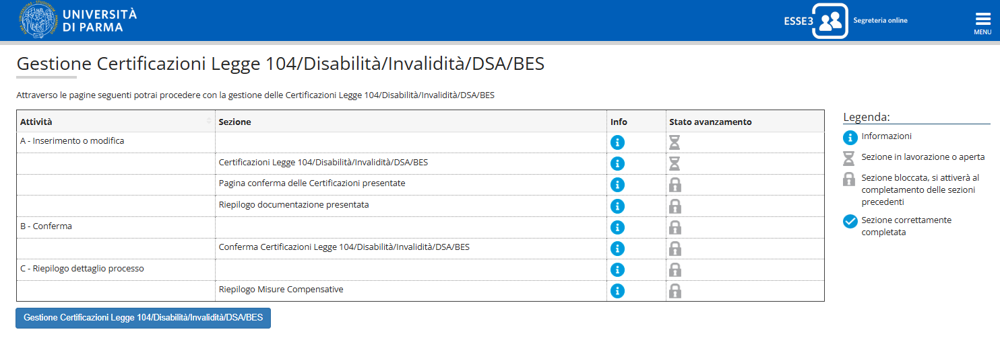 UNIVERSITÀ
DI PARMA
ESSE3
Segreteria online
MENU
Gestione Certificazioni Legge 104/Disabilità/Invalidità/DSA/BES
Attraverso le pagine seguenti potrai procedere con la gestione delle Certificazioni Legge 104/Disabilità/Invalidità/DSA/BES
Attività Sezione Info Stato avanzamento
A - Inserimento o modifica
Certificazioni Legge 104/Disabilità/Invalidità/DSA/BES
Pagina conferma delle Certificazioni presentate
Riepilogo documentazione presentata
B - Conferma
Conferma Certificazioni Legge 104/Disabilità/Invalidità/DSA/BES
C - Riepilogo dettaglio processo
Riepilogo Misure Compensative
Gestione Certificazioni Legge 104/Disabilità/Invalidità/DSA/BES
Legenda:
Informazioni
Sezione in lavorazione o aperta
Sezione bloccata, si attiverà al
completamento delle sezioni
precedenti
Sezione correttamente
completata